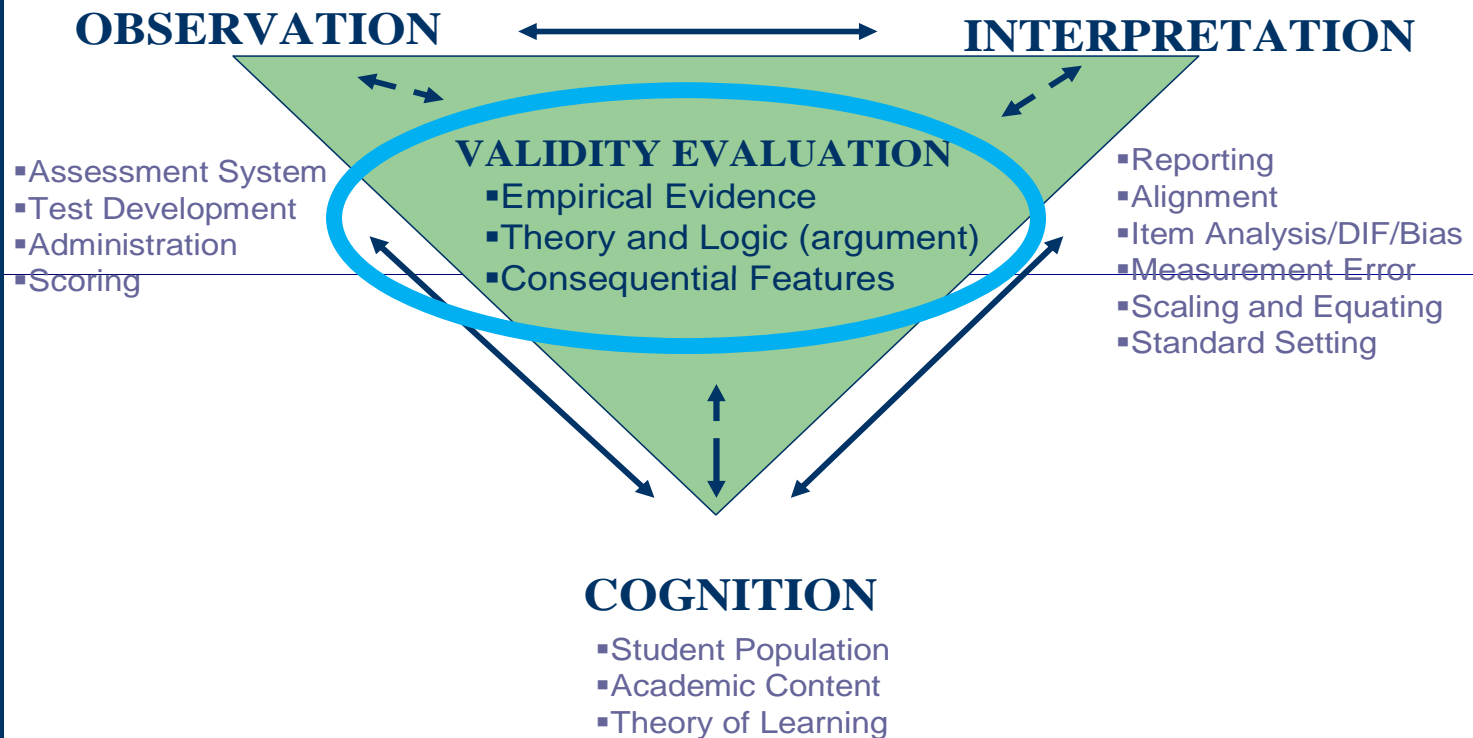 OBSERVATION
INTERPRETATION
VALIDITY EVALUATION
▪Empirical Evidence
▪Theory and Logic (argument)
▪Consequential Features
▪Assessment System
▪Test Development
▪Administration
▪Scoring
▪Reporting
▪Alignment
▪Item Analysis/DIF/Bias
▪Measurement Error
▪Scaling and Equating
▪Standard Setting
COGNITION
▪Student Population
▪Academic Content
▪Theory of Learning